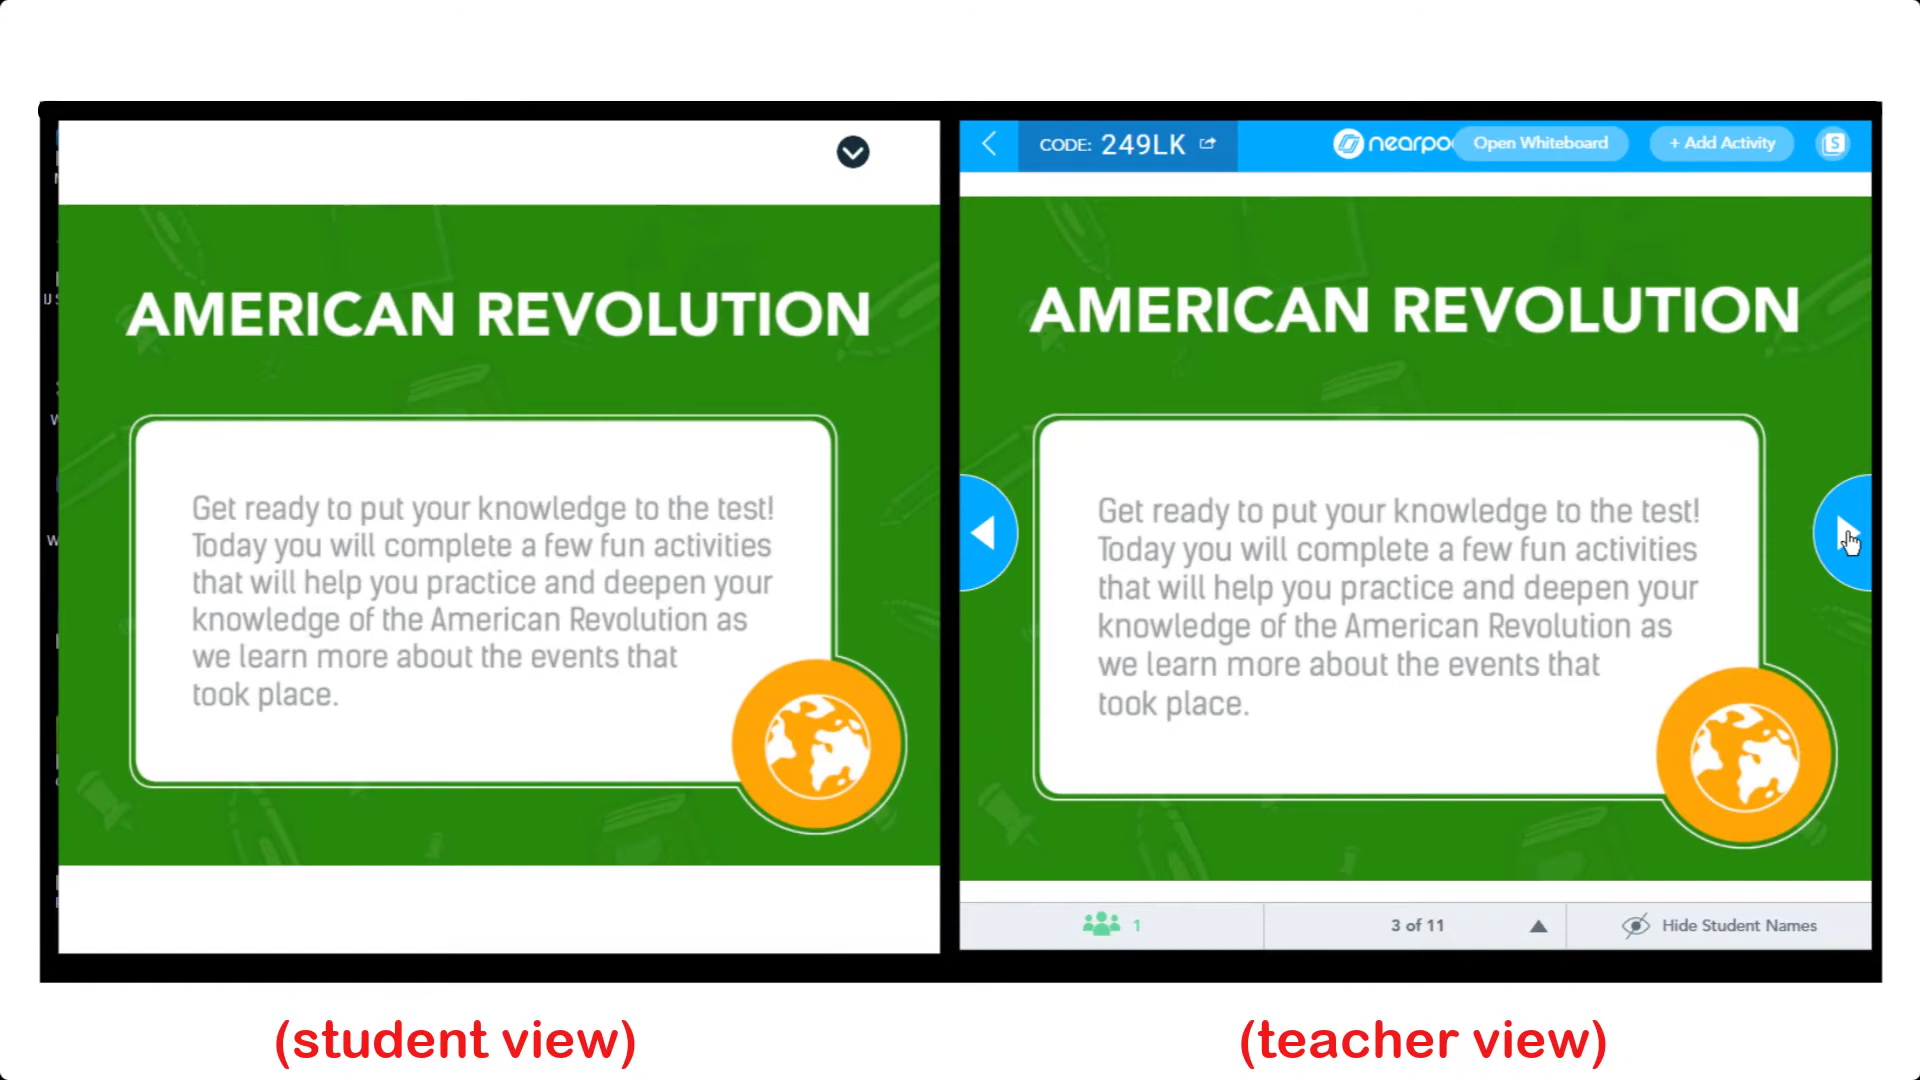 AMERICAN REVOLUTION
Get ready to put your knowledge to the test!
Today you will complete a few fun activities
that will help you practice and deepen your
knowledge of the American Revolution as
we learn more about the events that
took place.
(student view)
CODE: 249LK
nearpo
Open Whiteboard
+ Add Activity
S
AMERICAN REVOLUTION
Get ready to put your knowledge to the test!
Today you will complete a few fun activities
that will help you practice and deepen your
knowledge of the American Revolution as
we learn more about the events that
took place.
1
3 of 11
Hide Student Names
(teacher view)